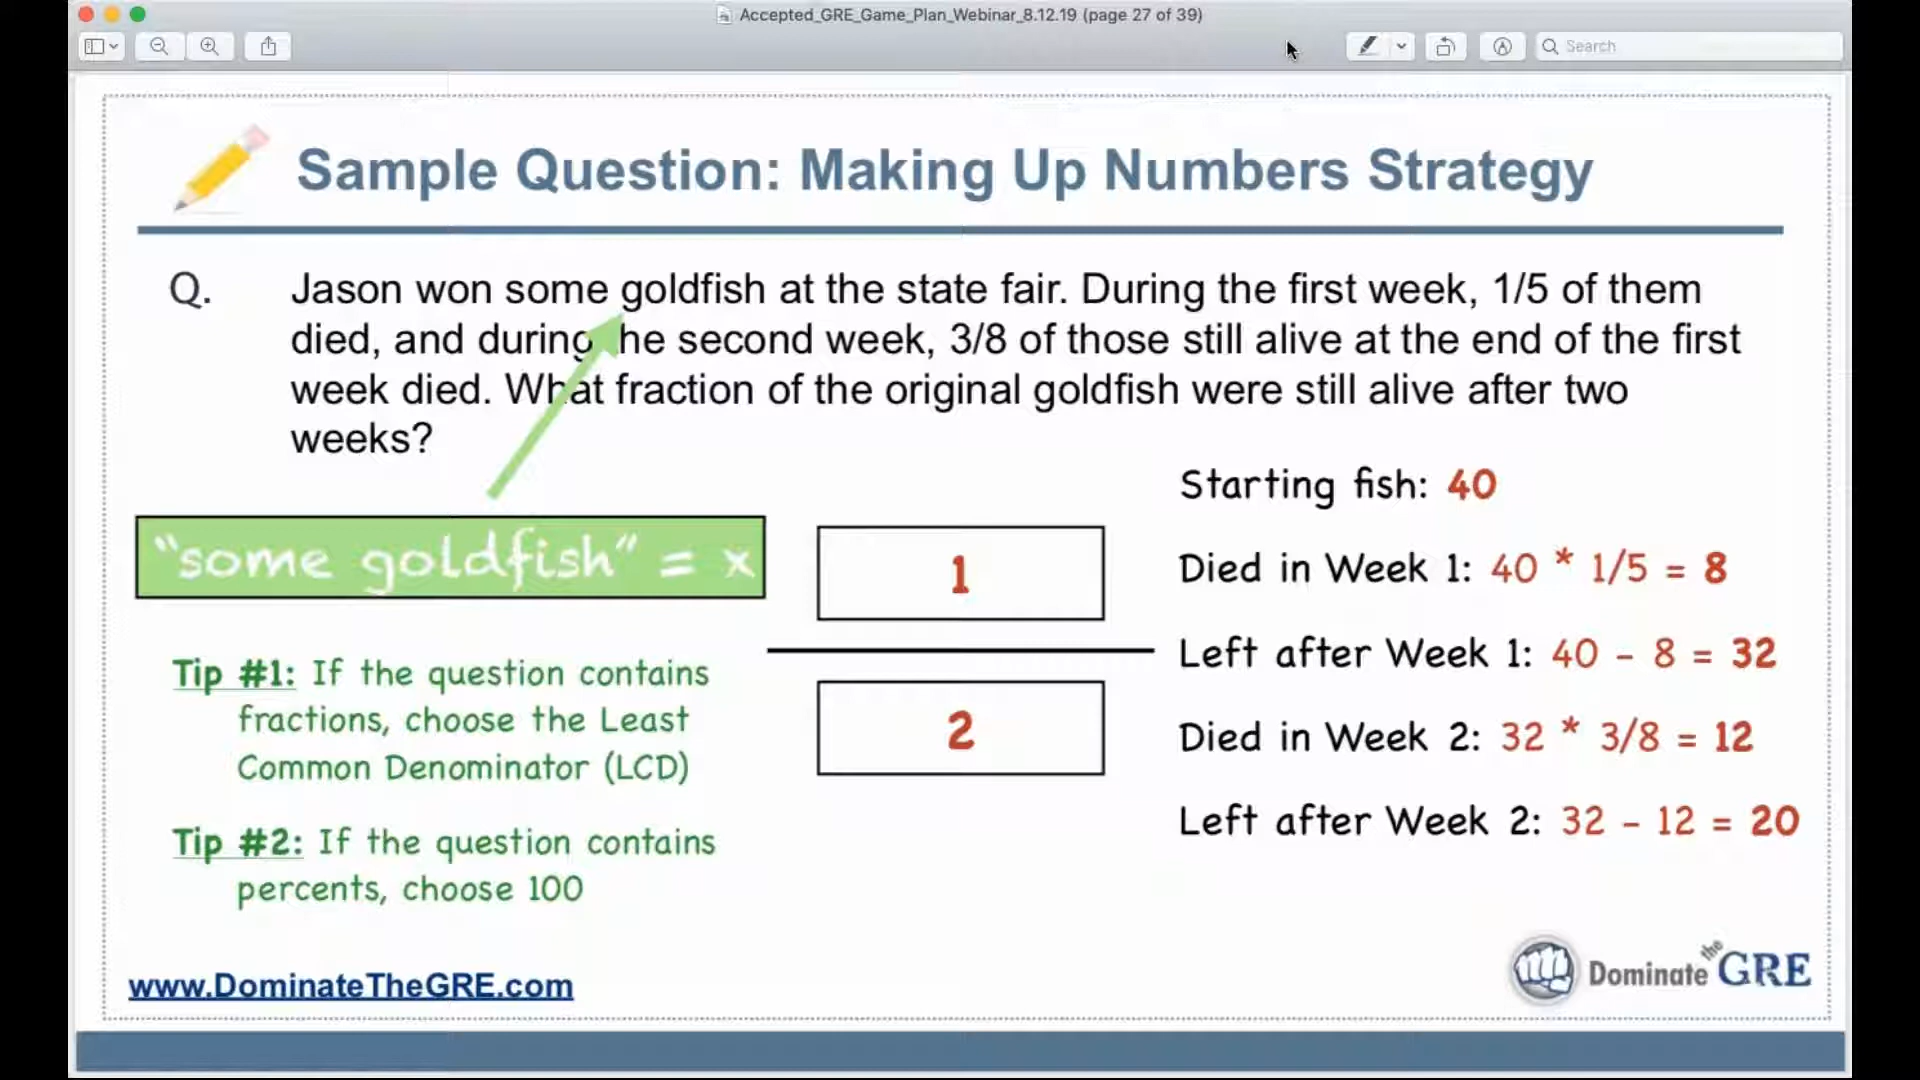 Accepted_GRE_Game_Plan_Webinar_8.12.19 (page 27 of 39)
Search
Sample Question: Making Up Numbers Strategy
Q. Jason won some goldfish at the state fair. During the first week, 1/5 of them
died, and during the second week, 3/8 of those still alive at the end of the first
week died. What fraction of the original goldfish were still alive after two
weeks?
"some goldfish" = x
Tip #1: If the question contains
fractions, choose the Least
Common Denominator (LCD)
Tip #2: If the question contains
percents, choose 100
1
2
Starting fish: 40
Died in Week 1: 40 * 1/5 = 8
Left after Week 1: 40 - 8 = 32
Died in Week 2: 32 * 3/8 = 12
Left after Week 2: 32 - 12 = 20
www.DominateTheGRE.com
Dominate the GRE